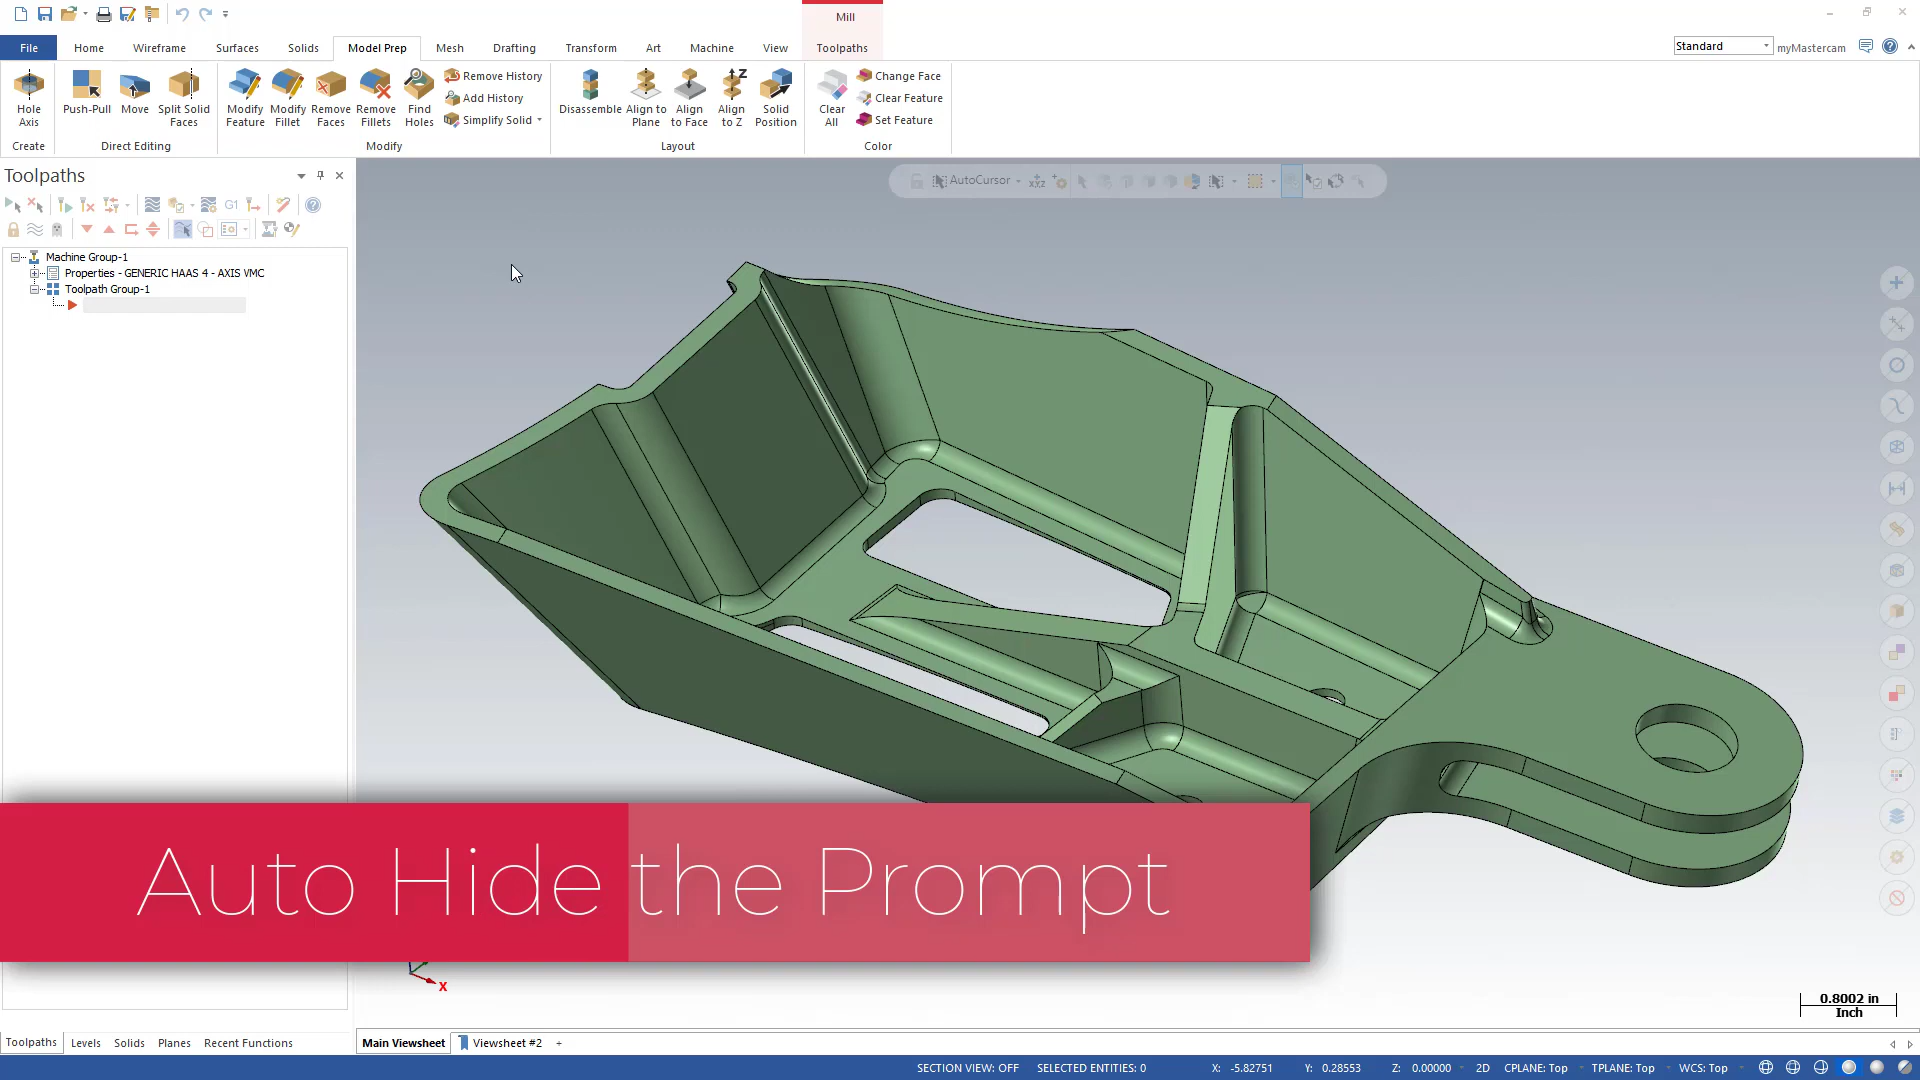 Mill
File
Home
Wireframe
Surfaces
Solids
Model Prep
Mesh
Drafting
Transform
Art
Machine
View
Toolpaths
Standard
myMastercam
Hole
Axis
Push-Pull
Move
Split Solid
Faces
Modify
Feature
Modify
Fillet
Remove
Faces
Remove
Fillets
Find
Holes
Remove History
Add History
Simplify Solid
Disassemble
Align to
Plane
Align
to Face
Align
to Z
Solid
Position
Clear
All
Change Face
Clear Feature
Set Feature
Create
Direct Editing
Modify
Layout
Color
Toolpaths
AutoCursor
G1
Machine Group-1
Properties - GENERIC HAAS 4 - AXIS VMC
Toolpath Group-1
Auto Hide the Prompt
X
0.8002 in
Inch
Toolpaths
Levels
Solids
Planes
Recent Functions
Main Viewsheet
Viewsheet #2
+
SECTION VIEW: OFF
SELECTED ENTITIES: 0
X: -5.82751
Y: 0.28553
Z: 0.00000
2D
CPLANE: Top
TPLANE: Top
WCS: Top